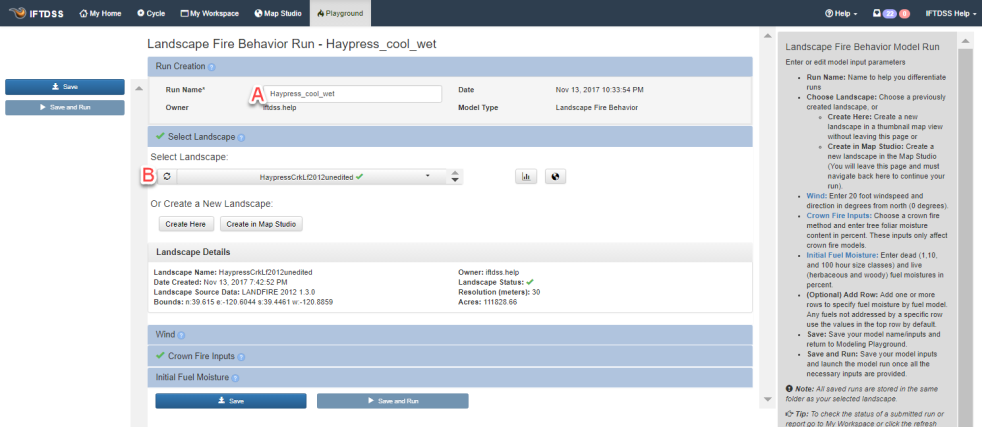 IFTDSS My Home Cycle My Workspace Map Studio Playground Help 22 0 IFTDSS Help
Landscape Fire Behavior Run - Haypress_cool_wet
Save
Save and Run
Run Creation
Run Name* A Haypress_cool_wet Date Nov 13, 2017 10:33:54 PM
Owner iftdss.help Model Type Landscape Fire Behavior
Select Landscape
Select Landscape:
B HaypressCrkLf2012unedited
Or Create a New Landscape:
Create Here Create in Map Studio
Landscape Details
Landscape Name: HaypressCrkLf2012unedited Owner: iftdss.help
Date Created: Nov 13, 2017 7:42:52 PM Landscape Status:
Landscape Source Data: LANDFIRE 2012 1.3.0 Resolution (meters): 30
Bounds: n:39.615 e:-120.6044 s:39.4461 w:-120.8859 Acres: 111828.66
Wind
Crown Fire Inputs
Initial Fuel Moisture
Save Save and Run
Landscape Fire Behavior Model Run
Enter or edit model input parameters
Run Name: Name to help you differentiate
runs
Choose Landscape: Choose a previously
created landscape, or
Create Here: Create a new
landscape in a thumbnail map view
without leaving this page or
Create in Map Studio: Create a
new landscape in the Map Studio
(You will leave this page and must
navigate back here to continue your
run).
Wind: Enter 20 foot windspeed and
direction in degrees from north (0 degrees).
Crown Fire Inputs: Choose a crown fire
method and enter tree foliar moisture
content in percent. These inputs only affect
crown fire models.
Initial Fuel Moisture: Enter dead (1,10,
and 100 hour size classes) and live
(herbaceous and woody) fuel moistures in
percent.
(Optional) Add Row: Add one or more
rows to specify fuel moisture by fuel model.
Any fuels not addressed by a specific row
use the values in the top row by default.
Save: Save your model name/inputs and
return to Modeling Playground.
Save and Run: Save your model inputs
and launch the model run once all the
necessary inputs are provided.
Note: All saved runs are stored in the same
folder as your selected landscape.
Tip: To check the status of a submitted run or
report go to My Workspace or click the refresh